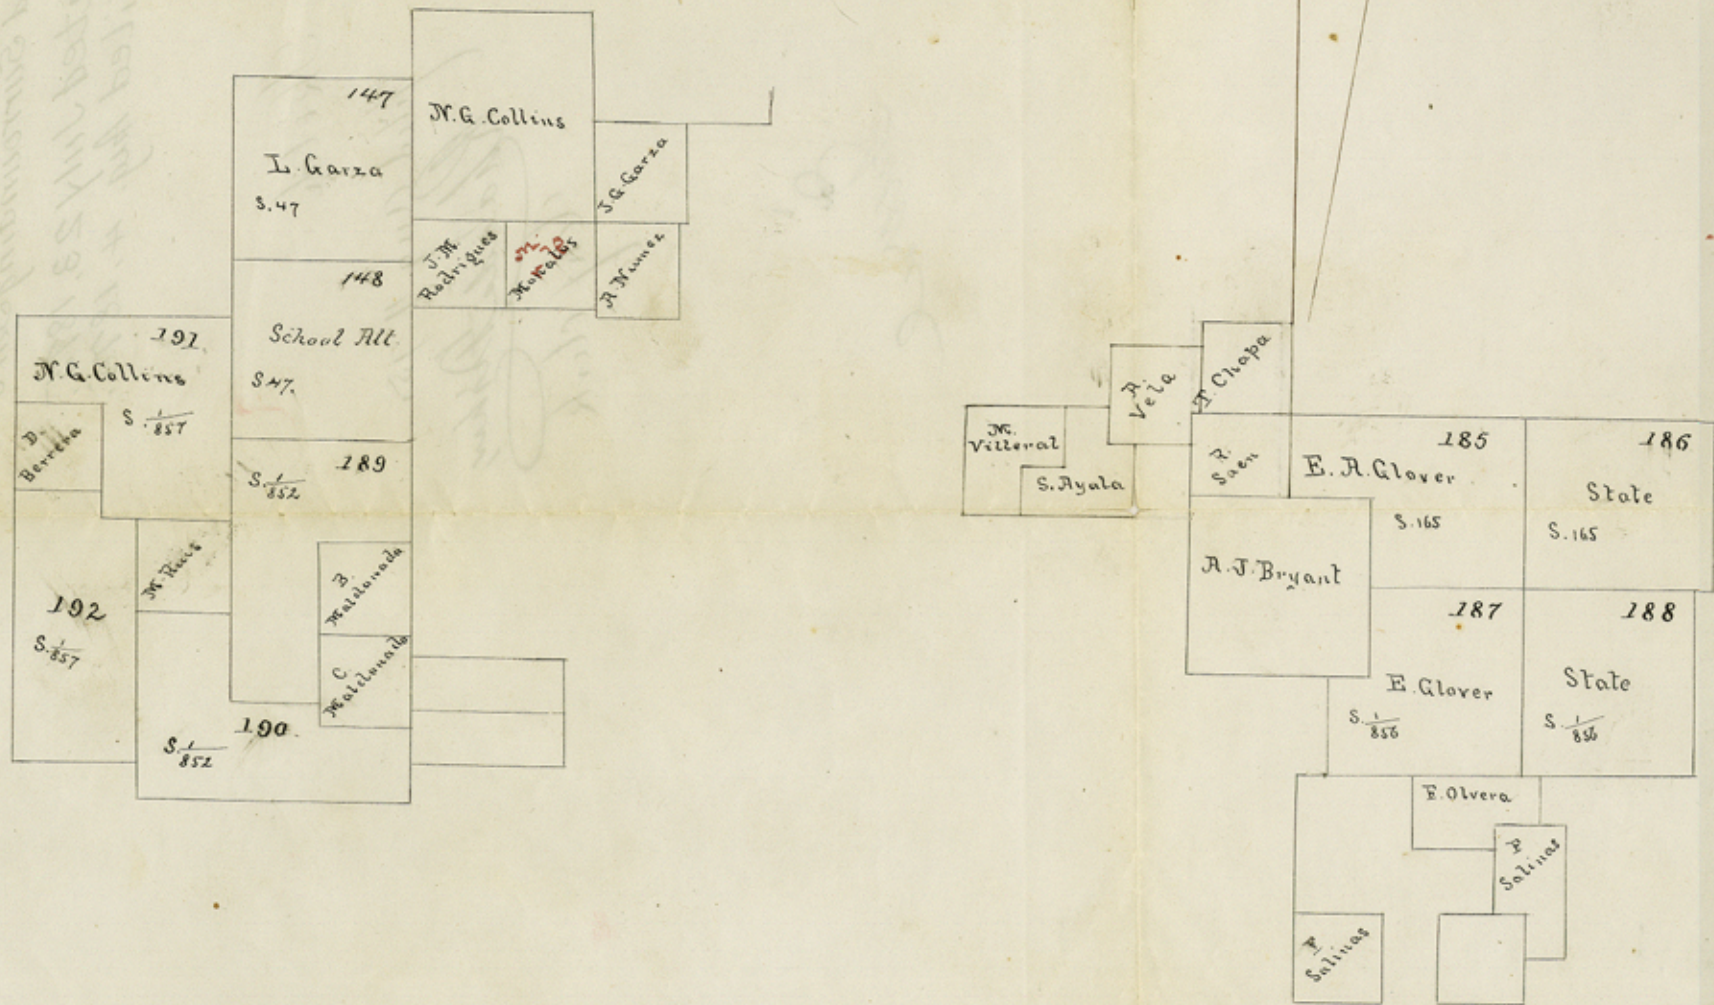 N.G.Collins
147
L.Garza
S.47
J.G.Garza
J.M.
Rodrigues
M.
A.Nunez
148
School Alt.
S.47.
191.
N.G.Collins
S.1/857
D.
Berrera
189
S.1/852
M.Ruis
B.
Maldonado
C
Maldonado
192
S.1/857
190.
S.1/852
T.Chapa
A.
Vela
M.
Villeral
S.Ayala
R.
Saen
185
E.A.Glover
S.165
186
State
S.165
A.J.Bryant
187
E.Glover
S.1/856
188
State
S.1/856
E.Olvera
P
Salinas
P
Salinas